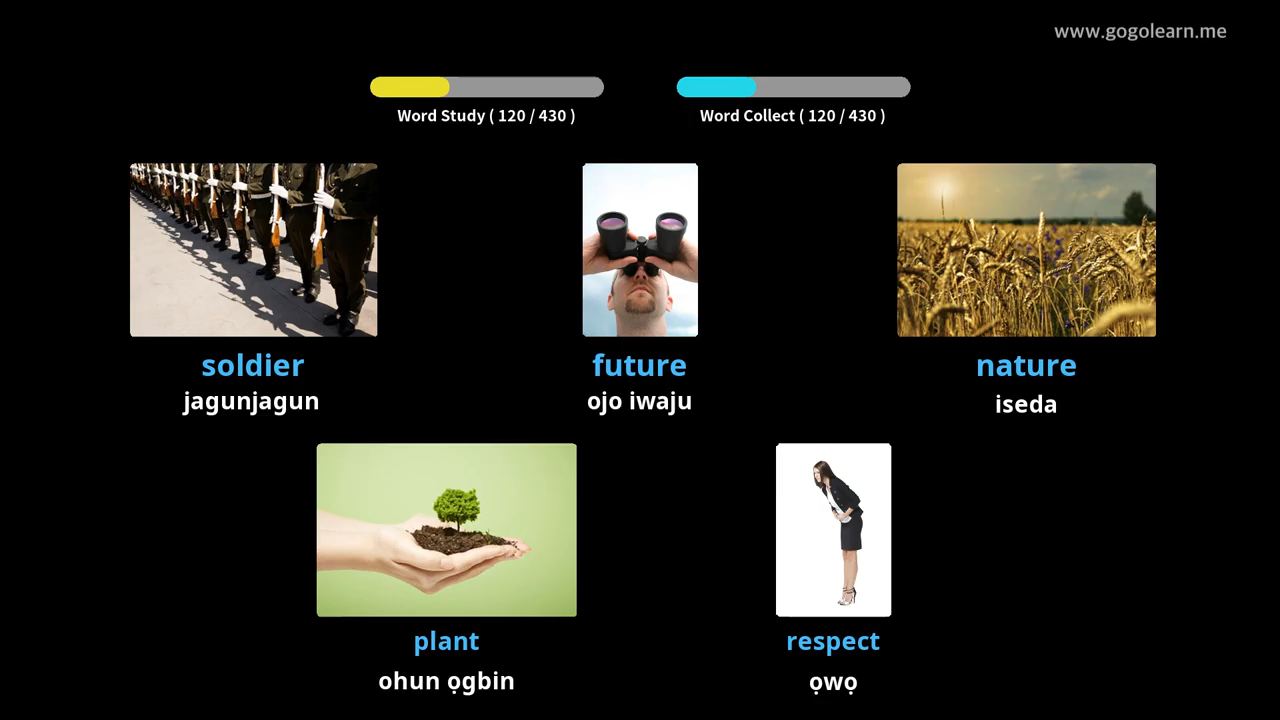 www.gogolearn.me
Word Study ( 120 / 430 )
Word Collect ( 120 / 430 )
soldier
jagunjagun
future
ojo iwaju
nature
iseda
plant
ohun ọgbin
respect
ọwọ